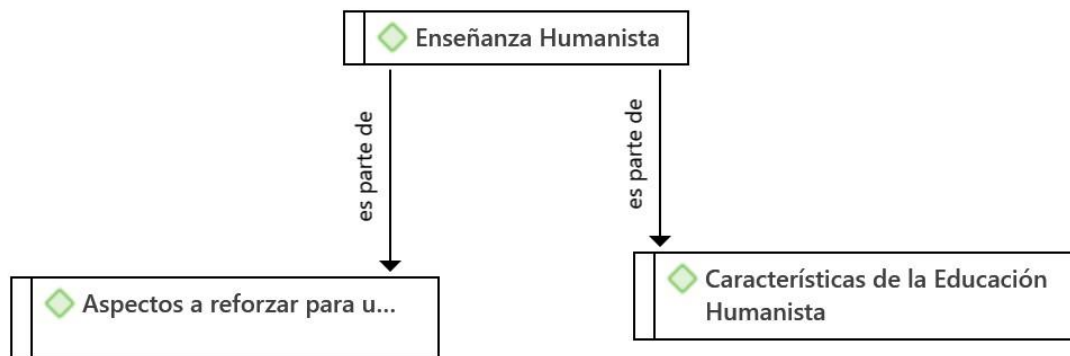 Enseñanza Humanista
es parte de
es parte de
Aspectos a reforzar para u...
Características de la Educación
Humanista